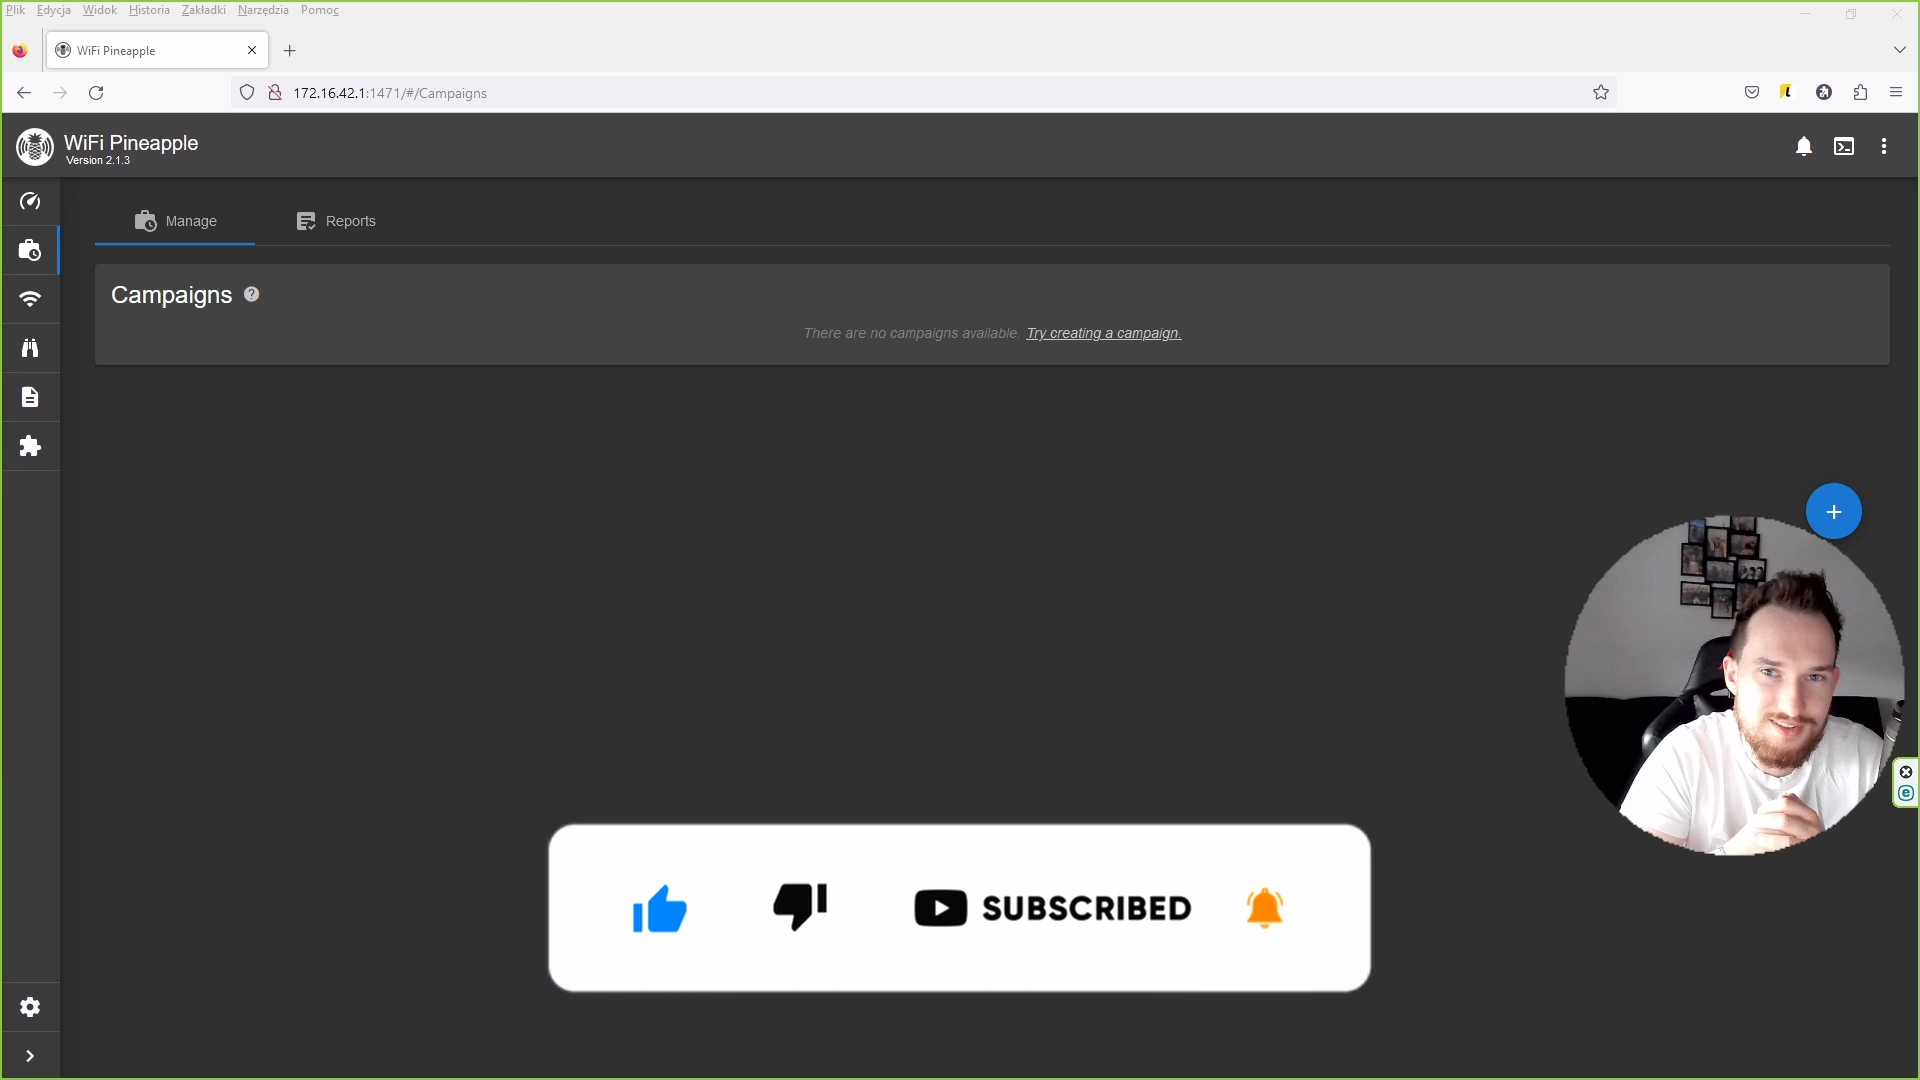 Plik Edycja Widok Historia Zakładki Narzędzia Pomoc
WiFi Pineapple
172.16.42.1:1471/#/Campaigns
WiFi Pineapple
Version 2.1.3
Manage Reports
Campaigns
There are no campaigns available. Try creating a campaign.
SUBSCRIBED